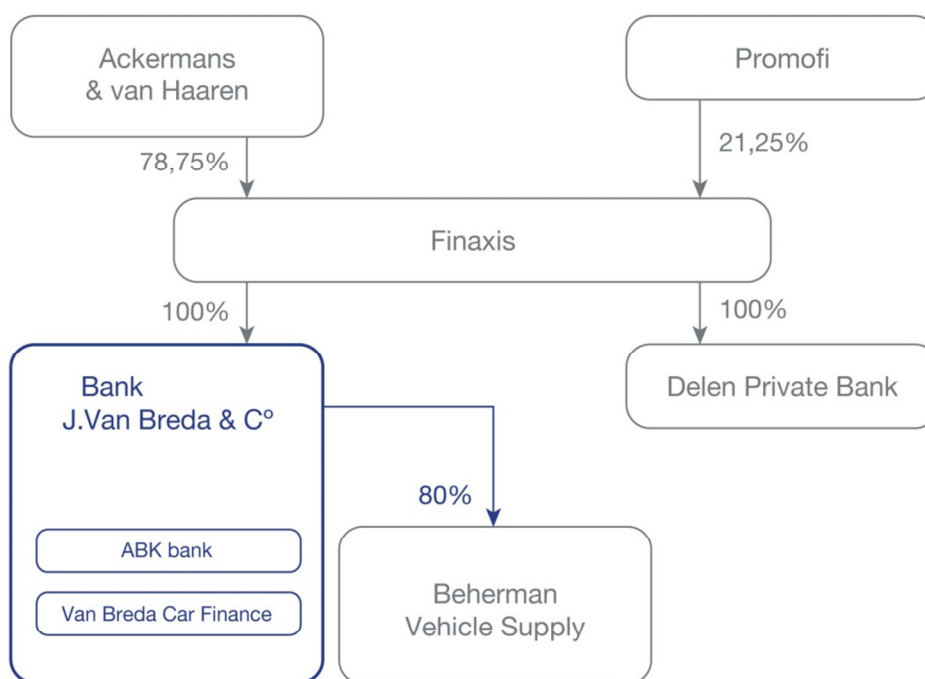 Ackermans
& van Haaren
Promofi
78,75%
21,25%
Finaxis
100%
100%
Bank
J.Van Breda & C°
Delen Private Bank
80%
ABK bank
Van Breda Car Finance
Beherman
Vehicle Supply